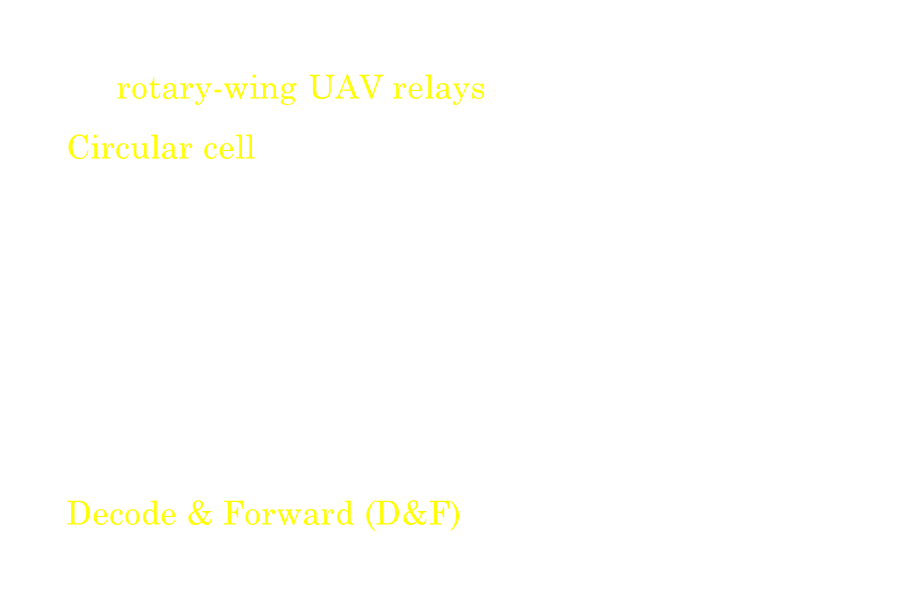 rotary-wing UAV relays
Circular cell
Decode & Forward (D&F)